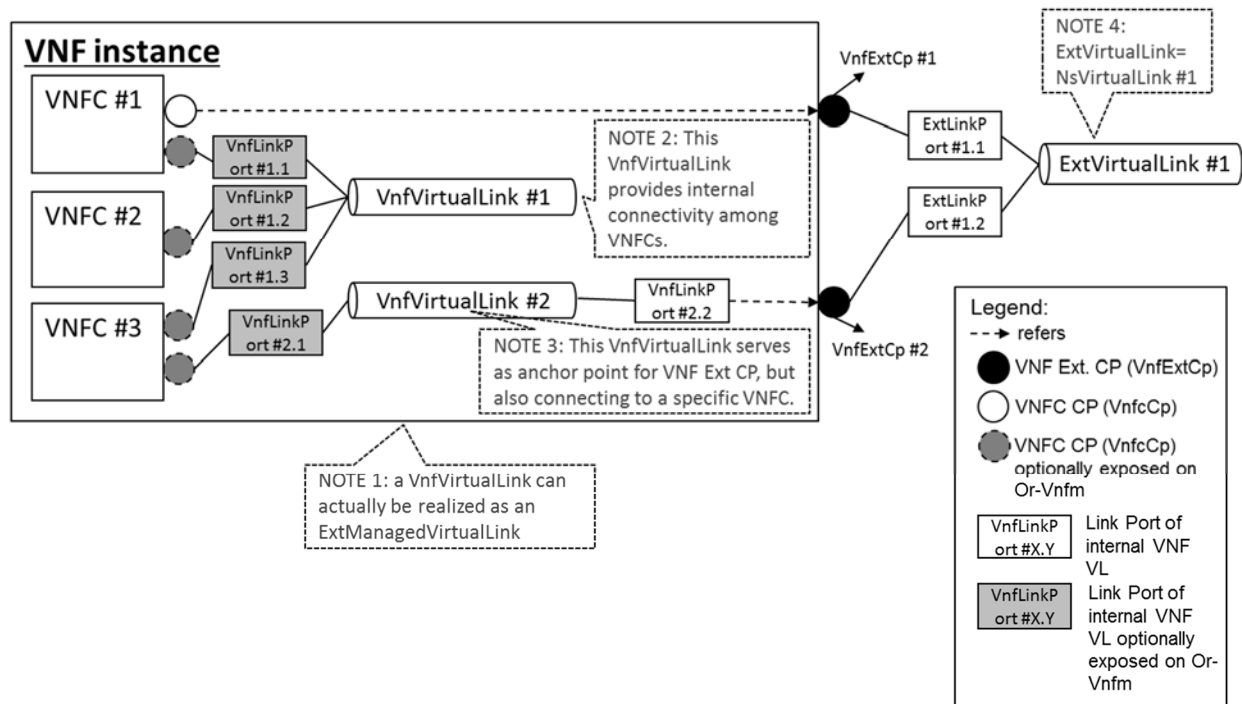 VNF instance
VNFC #1
VnfLinkP
ort #1.1
VNFC #2
VnfLinkP
ort #1.2
VnfLinkP
ort #1.3
VNFC #3
VnfLinkP
ort #2.1
VnfVirtualLink #1
NOTE 2: This
VnfVirtualLink
provides internal
connectivity among
VNFCs.
VnfVirtualLink #2
VnfLinkP
ort #2.2
NOTE 3: This VnfVirtualLink serves
as anchor point for VNF Ext CP, but
also connecting to a specific VNFC.
NOTE 1: a VnfVirtualLink can
actually be realized as an
ExtManagedVirtualLink
VnfExtCp #1
VnfExtCp #2
ExtLinkP
ort #1.1
ExtLinkP
ort #1.2
NOTE 4:
ExtVirtualLink=
NsVirtualLink #1
ExtVirtualLink #1
Legend:
refers
VNF Ext. CP (VnfExtCp)
VNFC CP (VnfcCp)
VNFC CP (VnfcCp)
optionally exposed on
Or-Vnfm
VnfLinkP
ort #X.Y
Link Port of
internal VNF
VL
VnfLinkP
ort #X.Y
Link Port of
internal VNF
VL optionally
exposed on Or-
Vnfm